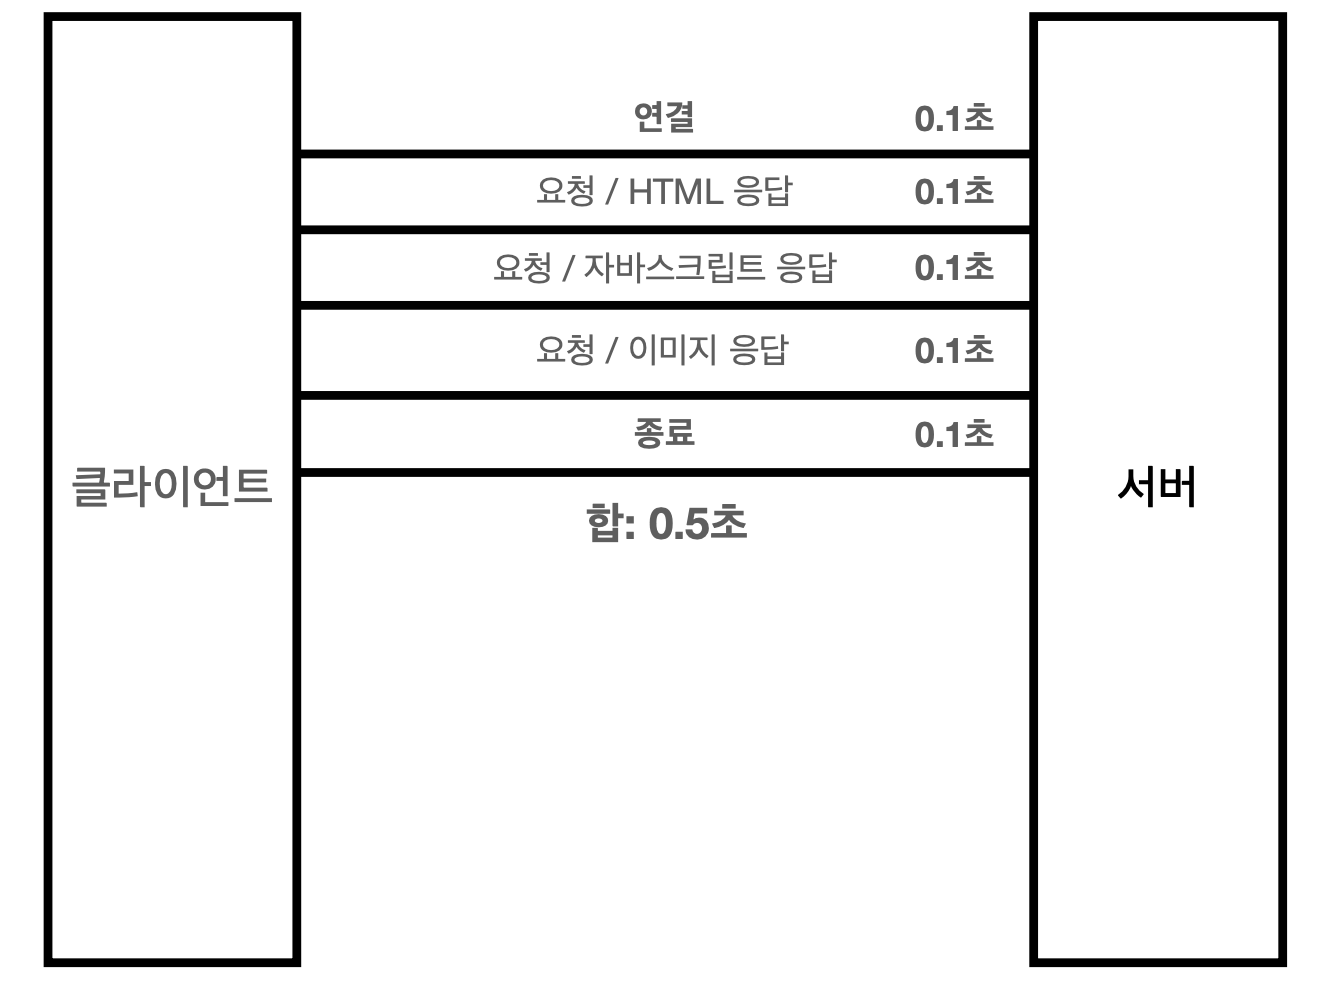 연결 0.1초
요청 / HTML 응답 0.1초
요청 / 자바스크립트 응답 0.1초
요청 / 이미지 응답 0.1초
종료 0.1초
클라이언트
서버
합: 0.5초